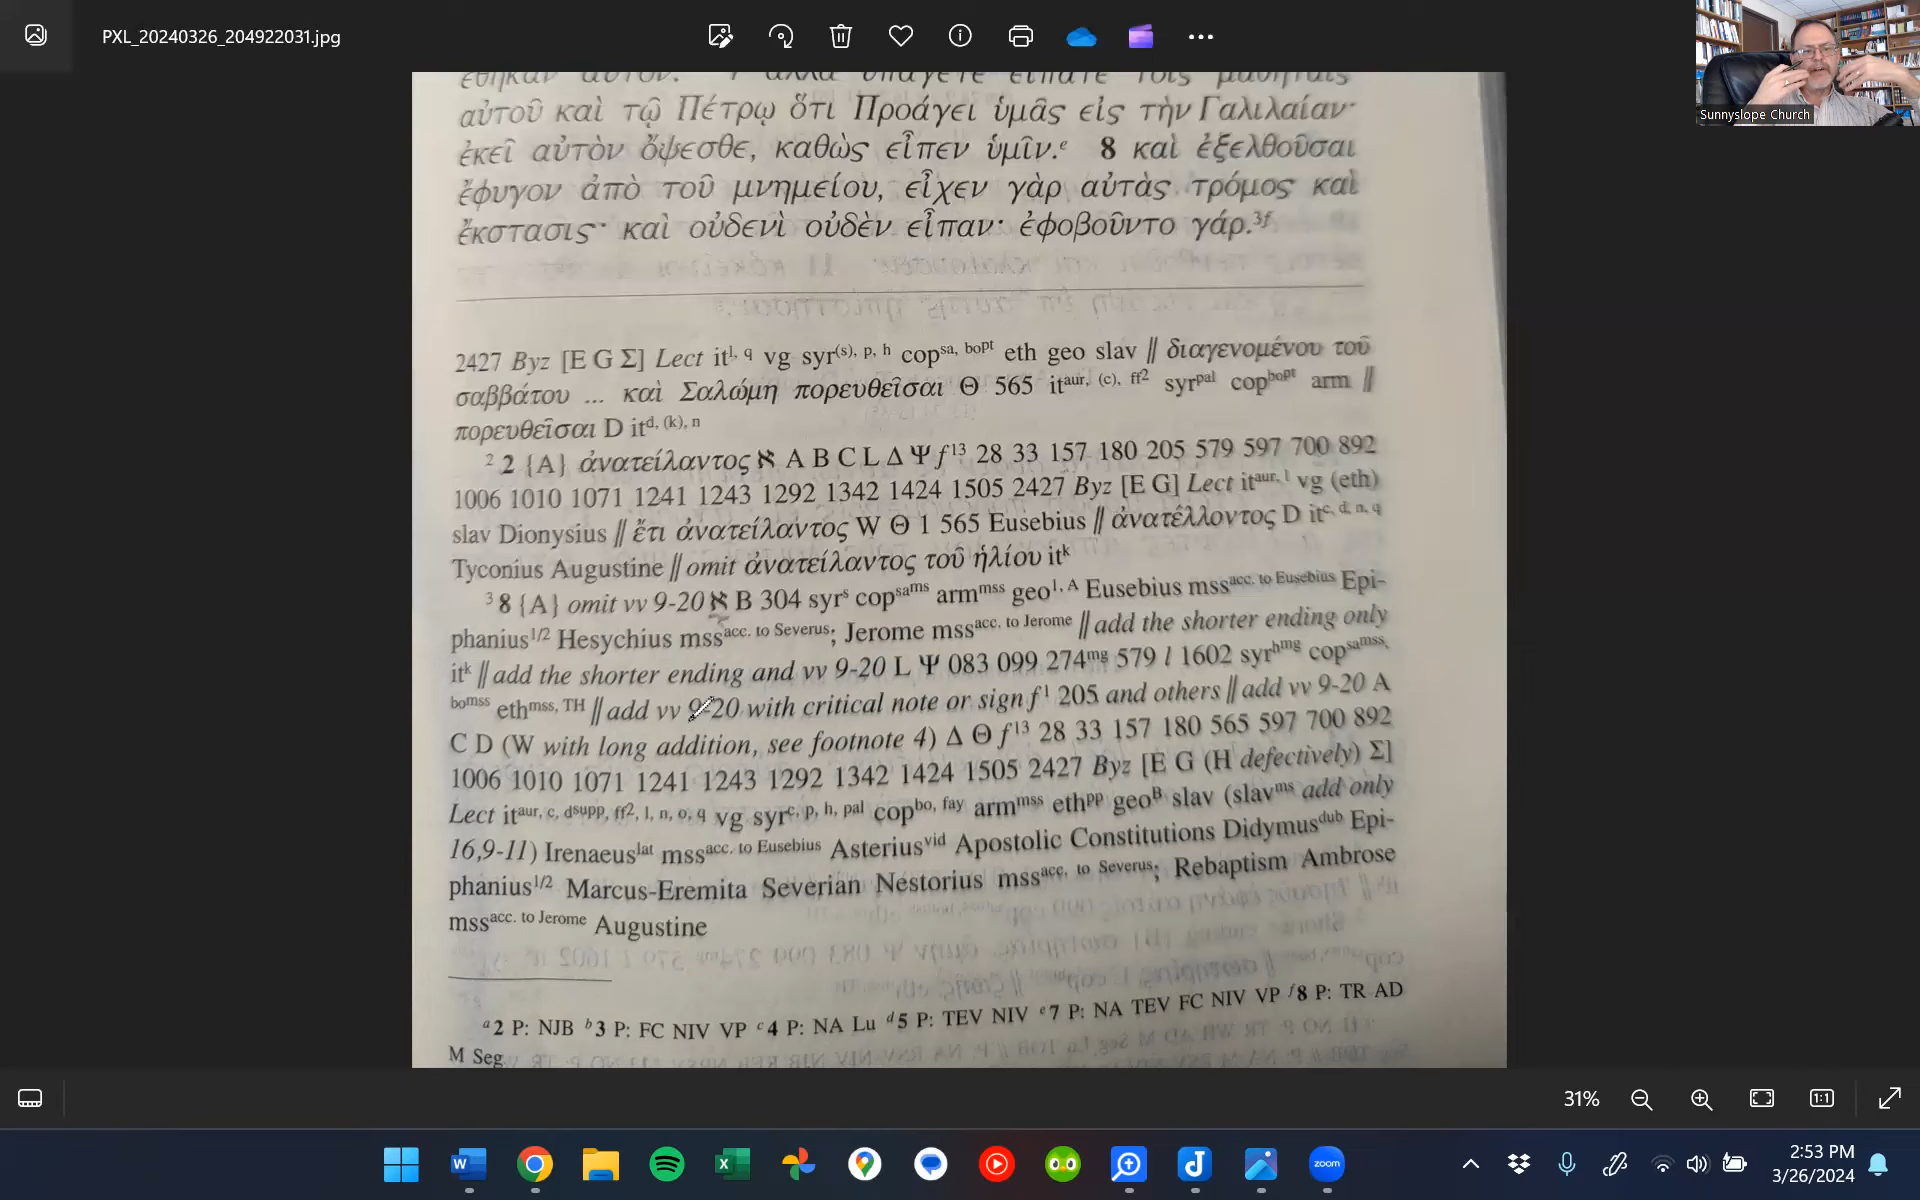 PXL_20240326_204922031.jpg
Sunnyslope Church
αὐτοῦ καὶ τῷ Πέτρῳ ὅτι Προάγει ὑμᾶς εἰς τὴν Γαλιλαίαν·
ἐκεῖ αὐτὸν ὄψεσθε, καθὼς εἶπεν ὑμῖν.ᵉ 8 καὶ ἐξελθοῦσαι
ἔφυγον ἀπὸ τοῦ μνημείου, εἶχεν γὰρ αὐτὰς τρόμος καὶ
ἔκστασις· καὶ οὐδενὶ οὐδὲν εἶπαν· ἐφοβοῦντο γάρ.³ᶠ
2427 Byz [E G Σ] Lect itl, q vg syr(s), p, h copsa, bopt eth geo slav // διαγενομένου τοῦ
σαββάτου ... καὶ Σαλώμη πορευθεῖσαι Θ 565 itaur, (c), ff2 syrpal copbopt arm //
πορευθεῖσαι D itd, (k), n
² 2 {A} ἀνατείλαντος ℵ A B C L Δ Ψ f13 28 33 157 180 205 579 597 700 892
1006 1010 1071 1241 1243 1292 1342 1424 1505 2427 Byz [E G] Lect itaur, l vg (eth)
slav Dionysius // ἔτι ἀνατείλαντος W Θ 1 565 Eusebius // ἀνατέλλοντος D itc, d, n, q
Tyconius Augustine // omit ἀνατείλαντος τοῦ ἡλίου itk
³ 8 {A} omit vv 9-20 ℵ B 304 syrs copsams armmss geo1, A Eusebius mssacc. to Eusebius Epi-
phanius1/2 Hesychius mssacc. to Severus; Jerome mssacc. to Jerome // add the shorter ending only
itk // add the shorter ending and vv 9-20 L Ψ 083 099 274mg 579 l 1602 syrhmg copsamss,
bomss ethmss, TH // add vv 9-20 with critical note or sign f1 205 and others // add vv 9-20 A
C D (W with long addition, see footnote 4) Δ Θ f13 28 33 157 180 565 597 700 892
1006 1010 1071 1241 1243 1292 1342 1424 1505 2427 Byz [E G (H defectively) Σ]
Lect itaur, c, dsupp, ff2, l, n, o, q vg syrc, p, h, pal copbo, fay armmss ethpp geoB slav (slavms add only
16,9-11) Irenaeuslat mssacc. to Eusebius Asteriusvid Apostolic Constitutions Didymusdub Epi-
phanius1/2 Marcus-Eremita Severian Nestorius mssacc. to Severus; Rebaptism Ambrose
mssacc. to Jerome Augustine
ᵃ 2 P: NJB ᵇ 3 P: FC NIV VP ᶜ 4 P: NA Lu ᵈ 5 P: TEV NIV ᵉ 7 P: NA TEV FC NIV VP ᶠ 8 P: TR AD
M Seg
31%
1:1
zoom
2:53 PM
3/26/2024